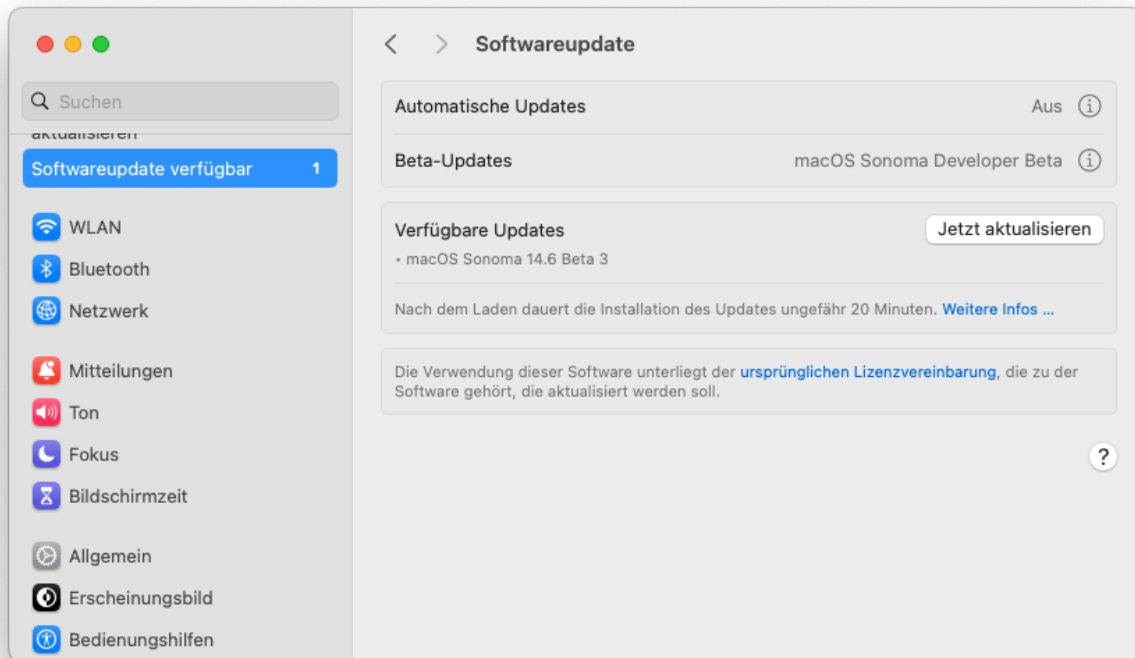 Suchen
aktualisieren
Softwareupdate verfügbar 1
WLAN
Bluetooth
Netzwerk
Mitteilungen
Ton
Fokus
Bildschirmzeit
Allgemein
Erscheinungsbild
Bedienungshilfen
Softwareupdate
Automatische Updates Aus
Beta-Updates macOS Sonoma Developer Beta
Verfügbare Updates Jetzt aktualisieren
• macOS Sonoma 14.6 Beta 3
Nach dem Laden dauert die Installation des Updates ungefähr 20 Minuten. Weitere Infos ...
Die Verwendung dieser Software unterliegt der ursprünglichen Lizenzvereinbarung, die zu der
Software gehört, die aktualisiert werden soll.
?